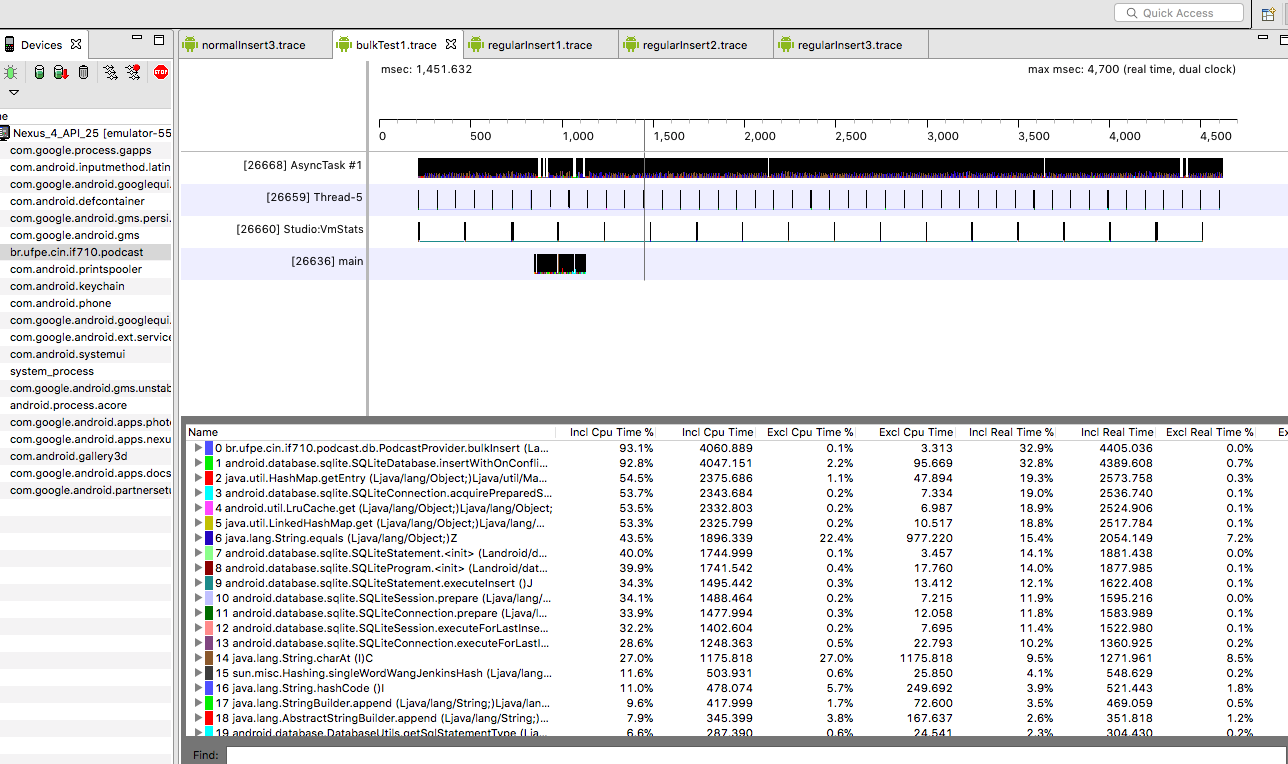 Quick Access
Devices
normalInsert3.trace
bulkTest1.trace
regularInsert1.trace
regularInsert2.trace
regularInsert3.trace
STOP
Nexus_4_API_25 [emulator-55
com.google.process.gapps
com.android.inputmethod.latin
com.google.android.googlequi.
com.android.defcontainer
com.google.android.gms.persi.
com.google.android.gms
br.ufpe.cin.if710.podcast
com.android.printspooler
com.android.keychain
com.android.phone
com.google.android.googlequi.
com.google.android.ext.service
com.android.systemui
system_process
com.google.android.gms.unstab
android.process.acore
com.google.android.apps.phot
com.google.android.apps.nexu
com.android.gallery3d
com.google.android.apps.docs
com.google.android.partnersetu
msec: 1,451.632
max msec: 4,700 (real time, dual clock)
0 500 1,000 1,500 2,000 2,500 3,000 3,500 4,000 4,500
[26668] AsyncTask #1
[26659] Thread-5
[26660] Studio:VmStats
[26636] main
Name Incl Cpu Time % Incl Cpu Time Excl Cpu Time % Excl Cpu Time Incl Real Time % Incl Real Time Excl Real Time % Ex
0 br.ufpe.cin.if710.podcast.db.PodcastProvider.bulkInsert (La... 93.1% 4060.889 0.1% 3.313 32.9% 4405.036 0.0%
1 android.database.sqlite.SQLiteDatabase.insertWithOnConfli... 92.8% 4047.151 2.2% 95.669 32.8% 4389.608 0.7%
2 java.util.HashMap.getEntry (Ljava/lang/Object;)Ljava/util/Ma... 54.5% 2375.686 1.1% 47.894 19.3% 2573.758 0.3%
3 android.database.sqlite.SQLiteConnection.acquirePreparedS... 53.7% 2343.684 0.2% 7.334 19.0% 2536.740 0.1%
4 android.util.LruCache.get (Ljava/lang/Object;)Ljava/lang/Object; 53.5% 2332.803 0.2% 6.987 18.9% 2524.906 0.1%
5 java.util.LinkedHashMap.get (Ljava/lang/Object;)Ljava/lang/... 53.3% 2325.799 0.2% 10.517 18.8% 2517.784 0.1%
6 java.lang.String.equals (Ljava/lang/Object;)Z 43.5% 1896.339 22.4% 977.220 15.4% 2054.149 7.2%
7 android.database.sqlite.SQLiteStatement.<init> (Landroid/d... 40.0% 1744.999 0.1% 3.457 14.1% 1881.438 0.0%
8 android.database.sqlite.SQLiteProgram.<init> (Landroid/dat... 39.9% 1741.542 0.4% 17.760 14.0% 1877.985 0.1%
9 android.database.sqlite.SQLiteStatement.executeInsert ()J 34.3% 1495.442 0.3% 13.412 12.1% 1622.408 0.1%
10 android.database.sqlite.SQLiteSession.prepare (Ljava/lang/... 34.1% 1488.464 0.2% 7.215 11.9% 1595.216 0.0%
11 android.database.sqlite.SQLiteConnection.prepare (Ljava/l... 33.9% 1477.994 0.3% 12.058 11.8% 1583.989 0.1%
12 android.database.sqlite.SQLiteSession.executeForLastInse... 32.2% 1402.604 0.2% 7.695 11.4% 1522.980 0.1%
13 android.database.sqlite.SQLiteConnection.executeForLastI... 28.6% 1248.363 0.5% 22.793 10.2% 1360.925 0.2%
14 java.lang.String.charAt (I)C 27.0% 1175.818 27.0% 1175.818 9.5% 1271.961 8.5%
15 sun.misc.Hashing.singleWordWangJenkinsHash (Ljava/lang... 11.6% 503.931 0.6% 25.850 4.1% 548.629 0.2%
16 java.lang.String.hashCode ()I 11.0% 478.074 5.7% 249.692 3.9% 521.443 1.8%
17 java.lang.StringBuilder.append (Ljava/lang/String;)Ljava/lan... 9.6% 417.999 1.7% 72.600 3.5% 469.059 0.5%
18 java.lang.AbstractStringBuilder.append (Ljava/lang/String;)... 7.9% 345.399 3.8% 167.637 2.6% 351.818 1.2%
19 android.database.DatabaseUtils.getSqlStatementType (Lja... 6.6% 287.390 0.6% 24.541 2.3% 304.430 0.2%
Find: